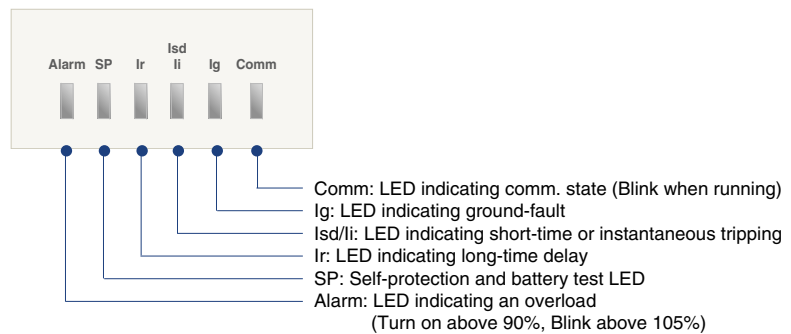 Isd
Alarm SP Ir Ii Ig Comm
Comm: LED indicating comm. state (Blink when running)
Ig: LED indicating ground-fault
Isd/Ii: LED indicating short-time or instantaneous tripping
Ir: LED indicating long-time delay
SP: Self-protection and battery test LED
Alarm: LED indicating an overload
(Turn on above 90%, Blink above 105%)